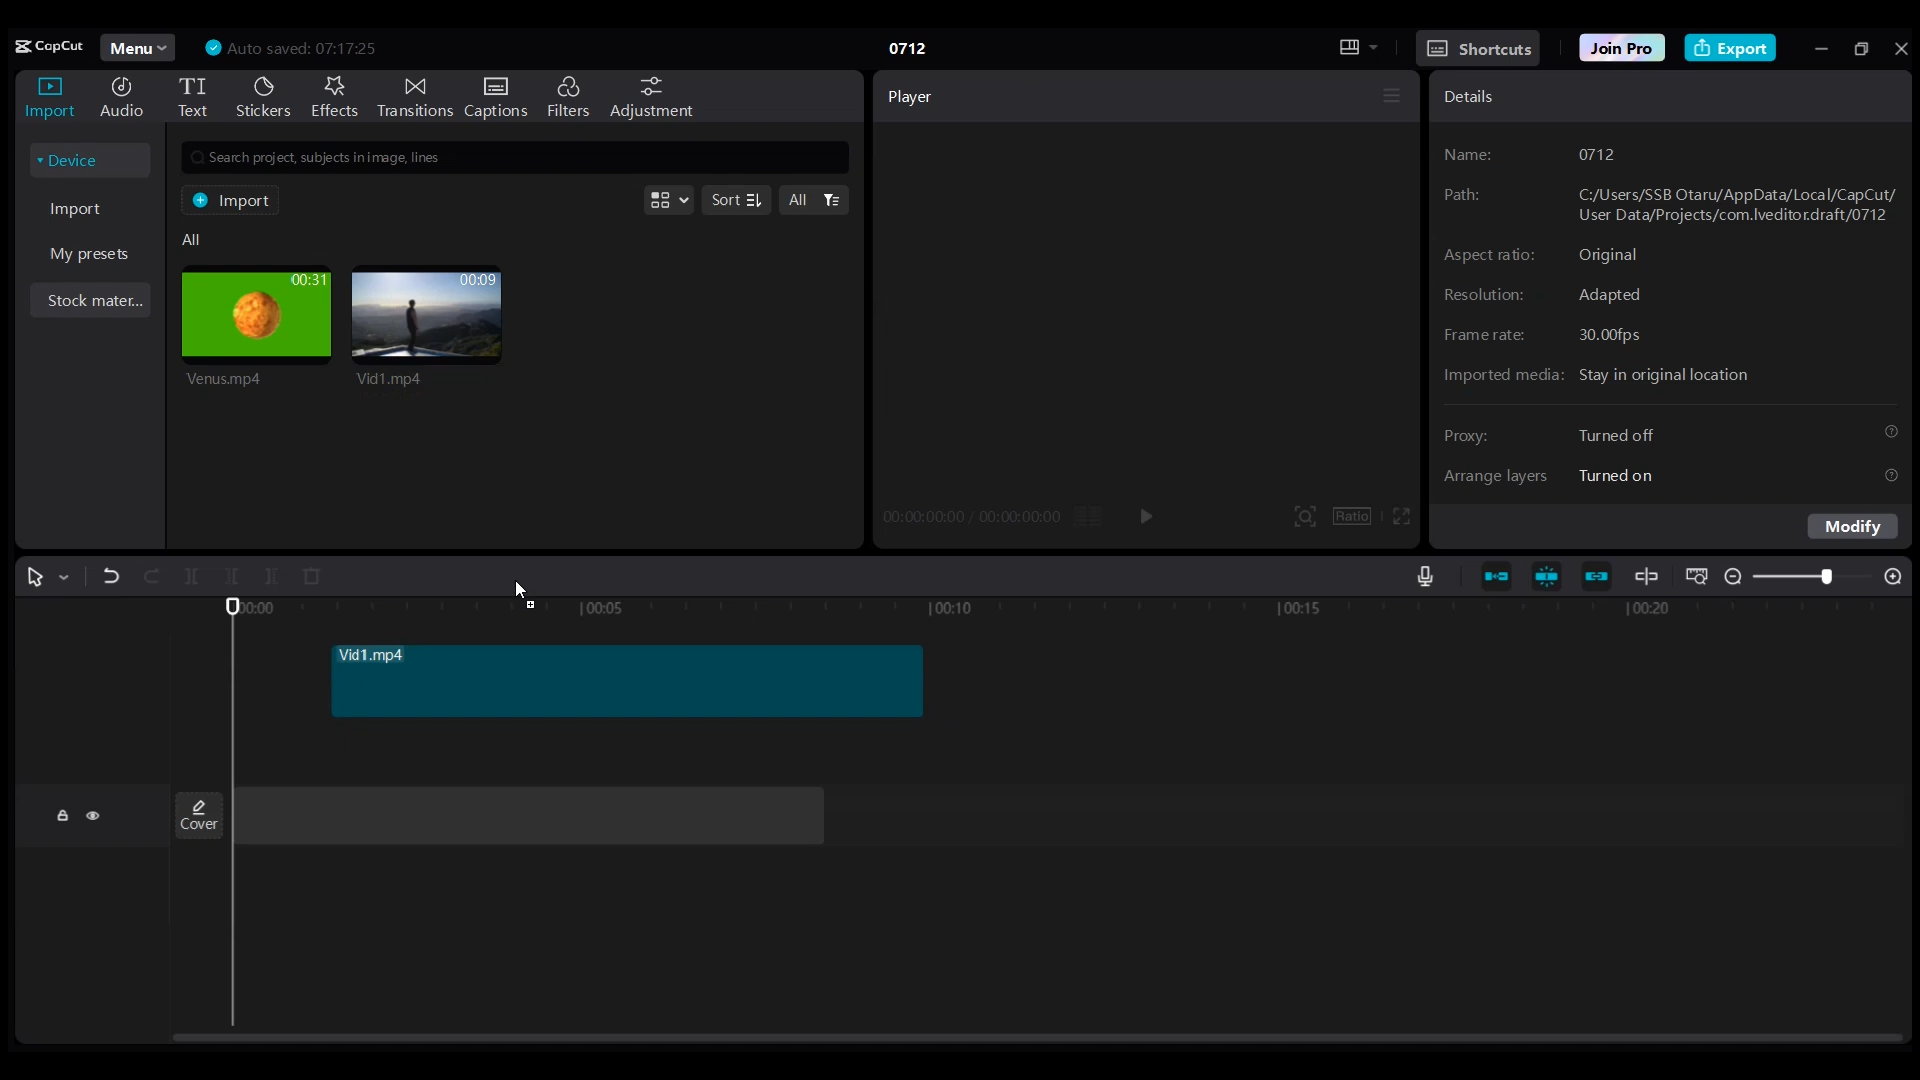 CapCut
Menu
Auto saved: 07:17:25
0712
Shortcuts
Join Pro
Export
Import
Audio
TI
Text
Stickers
Effects
Transitions
Captions
Filters
Adjustment
Device
Import
My presets
Stock mater...
Search project, subjects in image, lines
Import
Sort
All
All
00:31
Venus.mp4
00:09
Vid1.mp4
Player
00:00:00:00 / 00:00:00:00
Ratio
Details
Name: 0712
Path: C:/Users/SSB Otaru/AppData/Local/CapCut/
User Data/Projects/com.lveditor.draft/0712
Aspect ratio: Original
Resolution: Adapted
Frame rate: 30.00fps
Imported media: Stay in original location
Proxy: Turned off
Arrange layers Turned on
Modify
00:00
00:05
00:10
00:15
00:20
Vid1.mp4
Cover